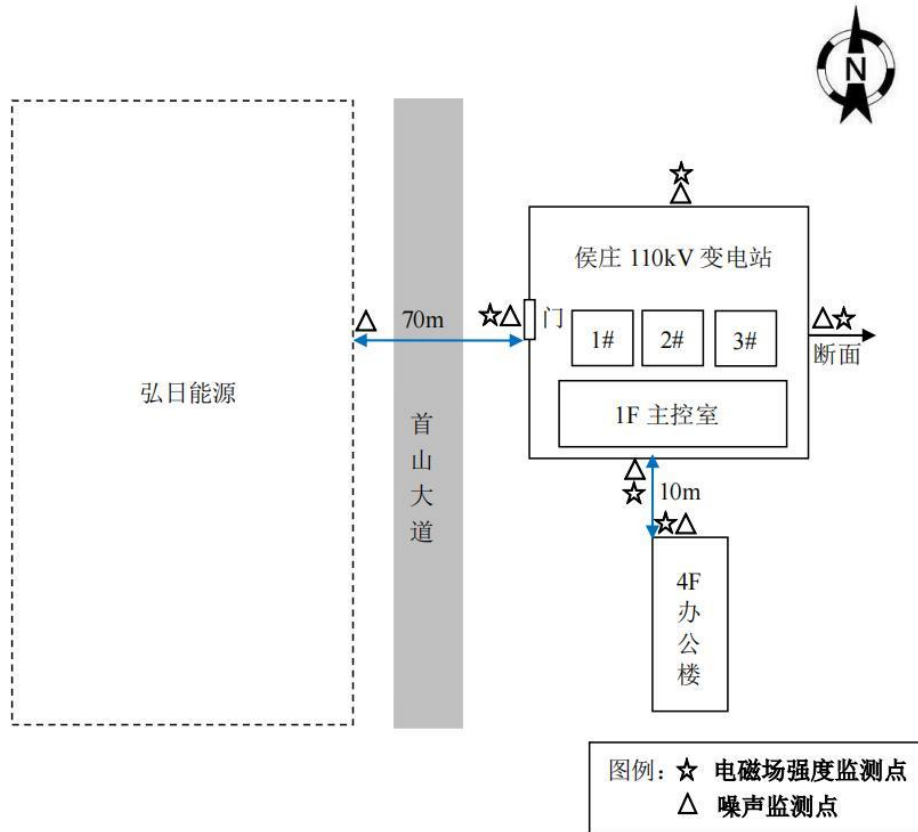 N
侯庄 110kV 变电站
70m
门
1#
2#
3#
断面
弘日能源
1F 主控室
首山大道
10m
4F
办公楼
图例: 电磁场强度监测点
噪声监测点